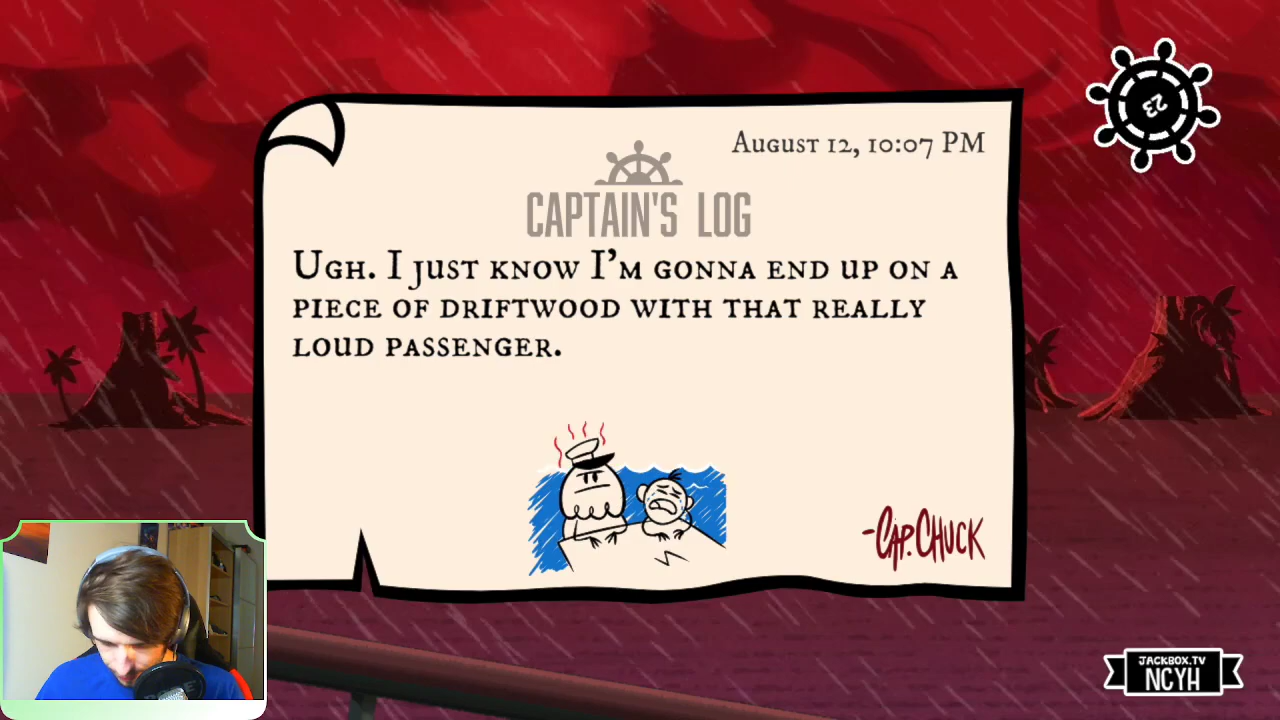 23
August 12, 10:07 PM
CAPTAIN'S LOG
Ugh. I just know I'm gonna end up on a
piece of driftwood with that really
loud passenger.
-CAP. CHUCK
JACKBOX.TV
NCYH